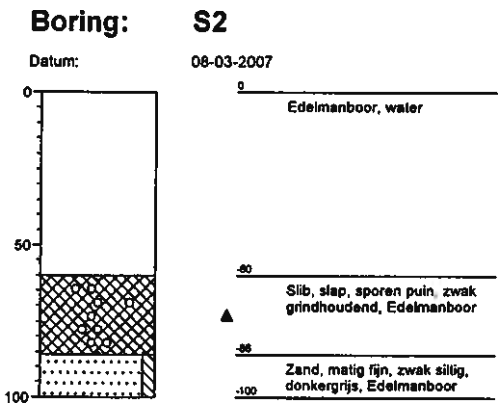 Boring: S2
Datum: 08-03-2007
0
0
Edelmanboor, water
50
-60
Slib, slap, sporen puin, zwak
grindhoudend, Edelmanboor
-86
Zand, matig fijn, zwak siltig,
donkergrijs, Edelmanboor
100
-100